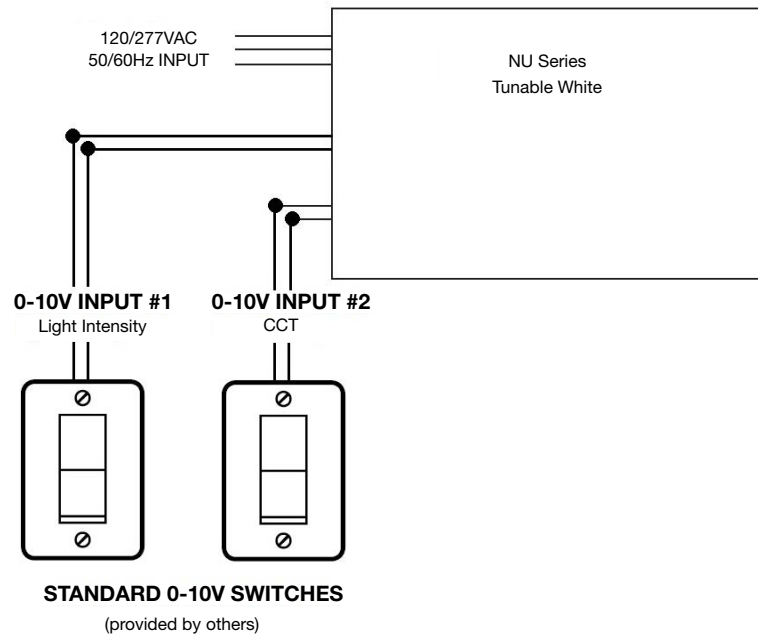 120/277VAC
50/60Hz INPUT
NU Series
Tunable White
0-10V INPUT #1
Light Intensity
0-10V INPUT #2
CCT
STANDARD 0-10V SWITCHES
(provided by others)